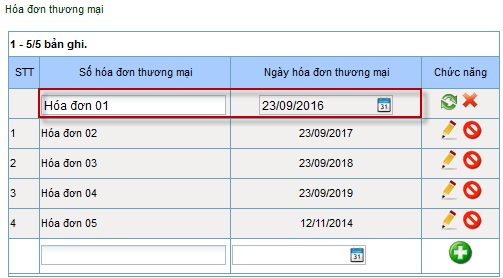 Hóa đơn thương mại
1 - 5/5 bản ghi.
STT Số hóa đơn thương mại Ngày hóa đơn thương mại Chức năng
Hóa đơn 01 23/09/2016 31
1 Hóa đơn 02 23/09/2017
2 Hóa đơn 03 23/09/2018
3 Hóa đơn 04 23/09/2019
4 Hóa đơn 05 12/11/2014
31